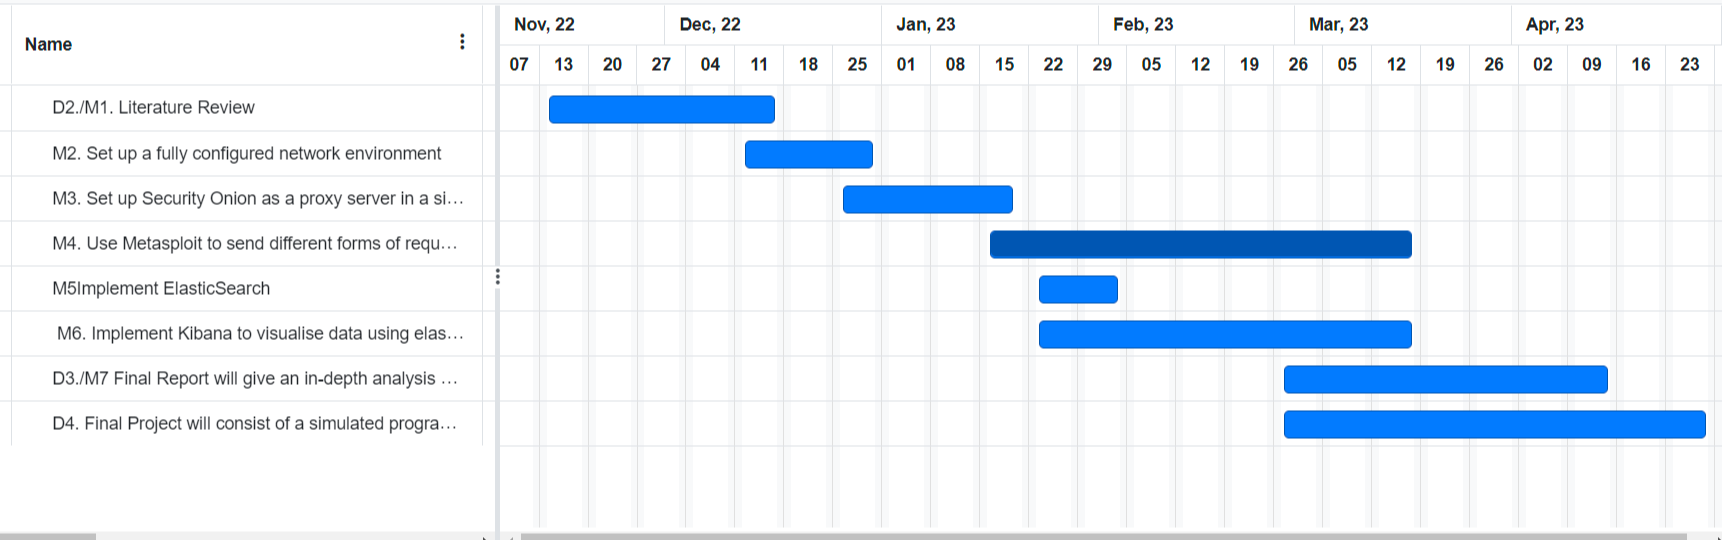 Name
Nov, 22 Dec, 22 Jan, 23 Feb, 23 Mar, 23 Apr, 23
07 13 20 27 04 11 18 25 01 08 15 22 29 05 12 19 26 05 12 19 26 02 09 16 23
D2./M1. Literature Review
M2. Set up a fully configured network environment
M3. Set up Security Onion as a proxy server in a si...
M4. Use Metasploit to send different forms of requ...
M5Implement ElasticSearch
M6. Implement Kibana to visualise data using elas...
D3./M7 Final Report will give an in-depth analysis ...
D4. Final Project will consist of a simulated progra...